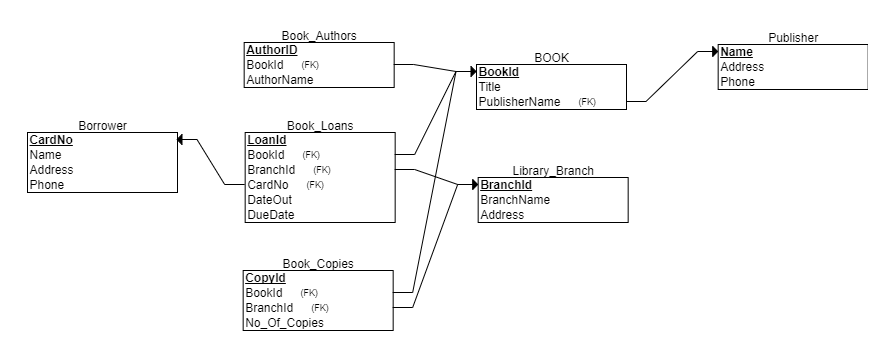 Book_Authors
AuthorID
BookId (FK)
AuthorName
BOOK
BookId
Title
PublisherName (FK)
Publisher
Name
Address
Phone
Borrower
CardNo
Name
Address
Phone
Book_Loans
LoanId
BookId (FK)
BranchId (FK)
CardNo (FK)
DateOut
DueDate
Library_Branch
BranchId
BranchName
Address
Book_Copies
CopyId
BookId (FK)
BranchId (FK)
No_Of_Copies